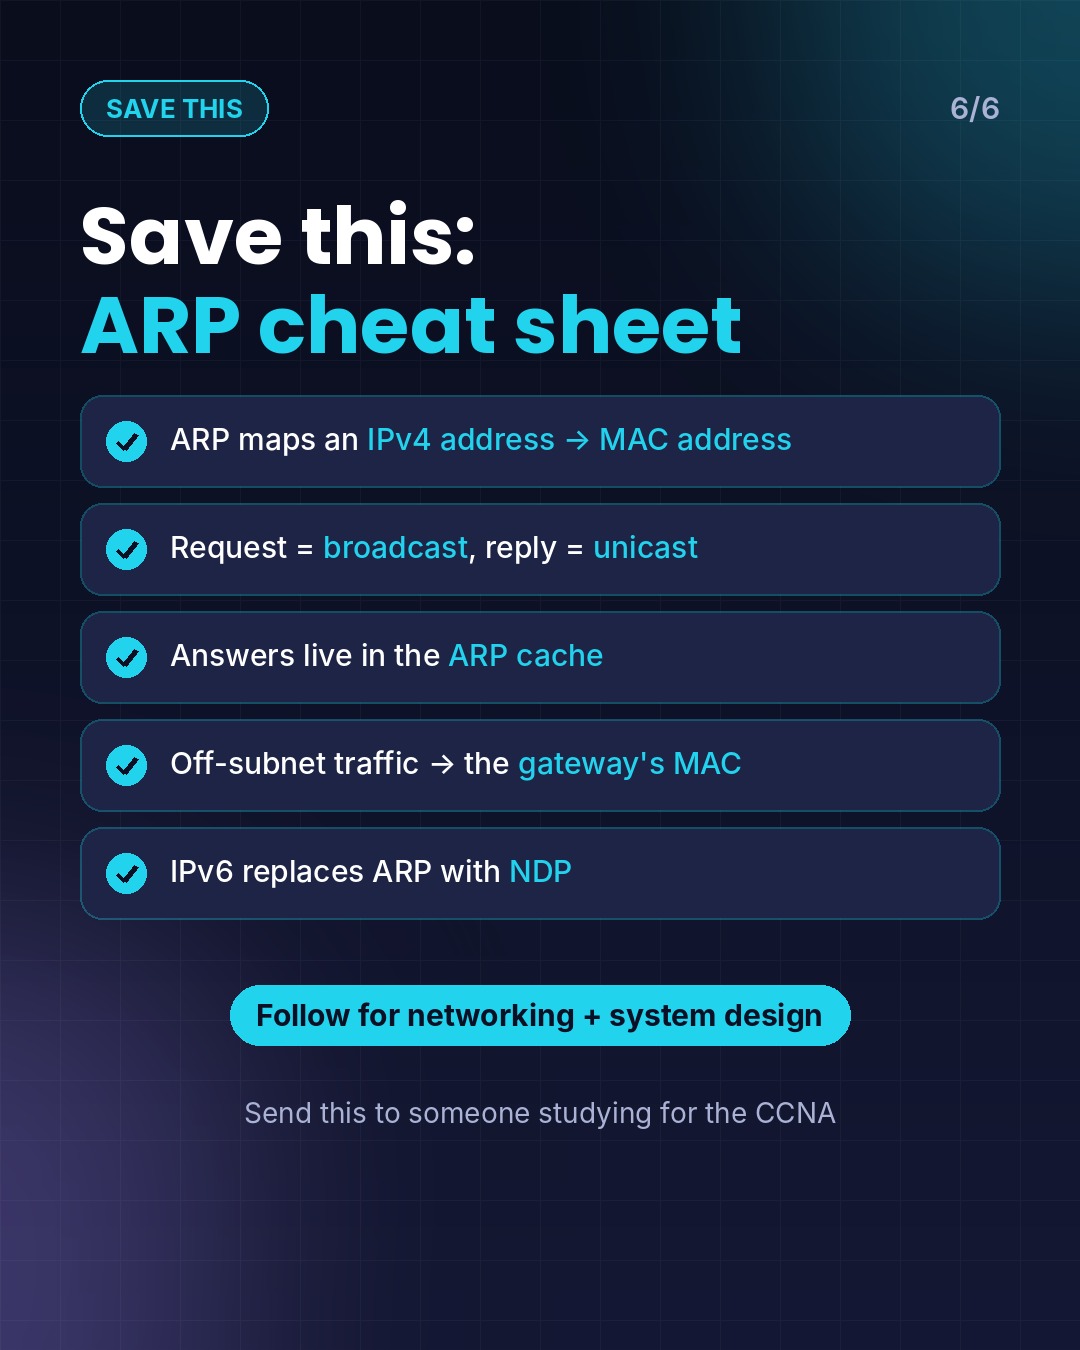 SAVE THIS
6/6
Save this:
ARP cheat sheet
ARP maps an IPv4 address → MAC address
Request = broadcast, reply = unicast
Answers live in the ARP cache
Off-subnet traffic → the gateway's MAC
IPv6 replaces ARP with NDP
Follow for networking + system design
Send this to someone studying for the CCNA